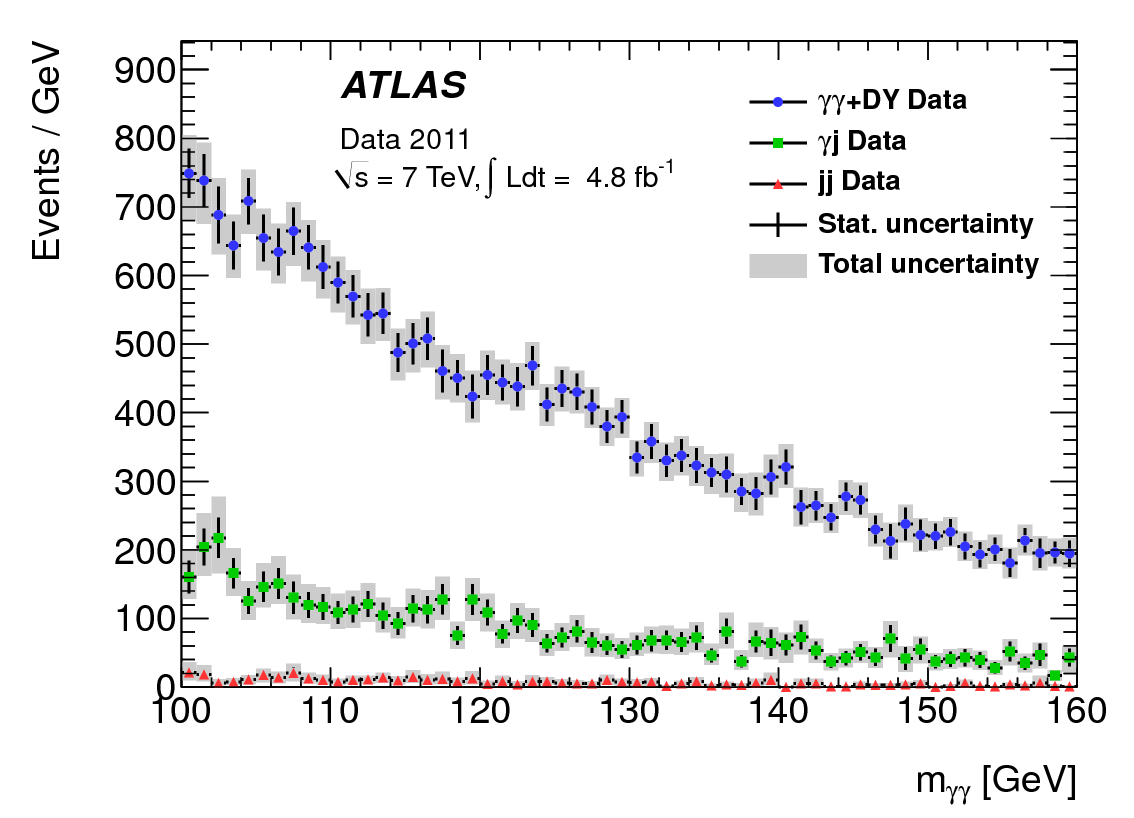 Events / GeV
900
800
700
600
500
400
300
200
100
0
ATLAS
Data 2011
√s = 7 TeV, ∫ Ldt = 4.8 fb⁻¹
γγ+DY Data
γj Data
jj Data
Stat. uncertainty
Total uncertainty
100 110 120 130 140 150 160
mγγ [GeV]